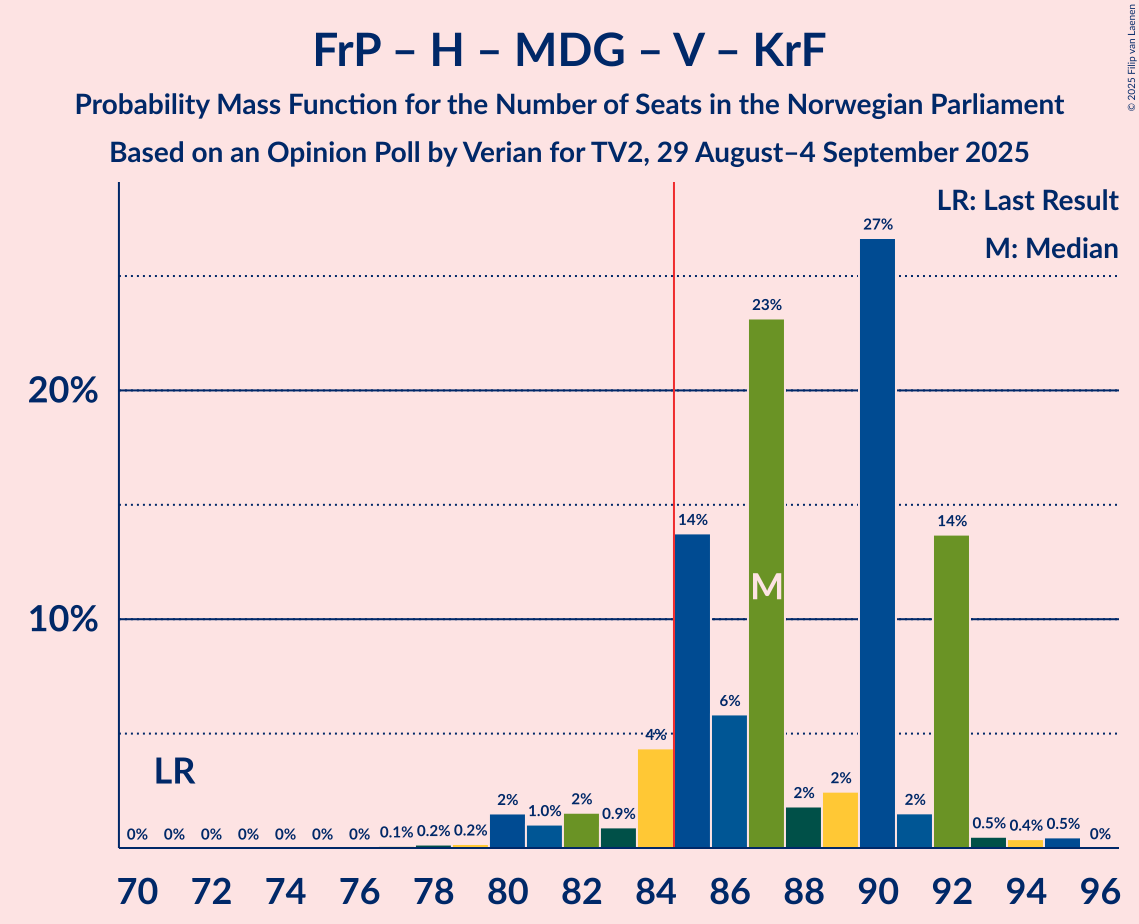 FrP – H – MDG – V – KrF
Probability Mass Function for the Number of Seats in the Norwegian Parliament
Based on an Opinion Poll by Verian for TV2, 29 August–4 September 2025
© 2025 Filip van Laenen
LR: Last Result
M: Median
20%
10%
LR
M
0% 0% 0% 0% 0% 0% 0% 0.1% 0.2% 0.2% 2% 1.0% 2% 0.9% 4% 14% 6% 23% 2% 2% 27% 2% 14% 0.5% 0.4% 0.5% 0%
70 72 74 76 78 80 82 84 86 88 90 92 94 96